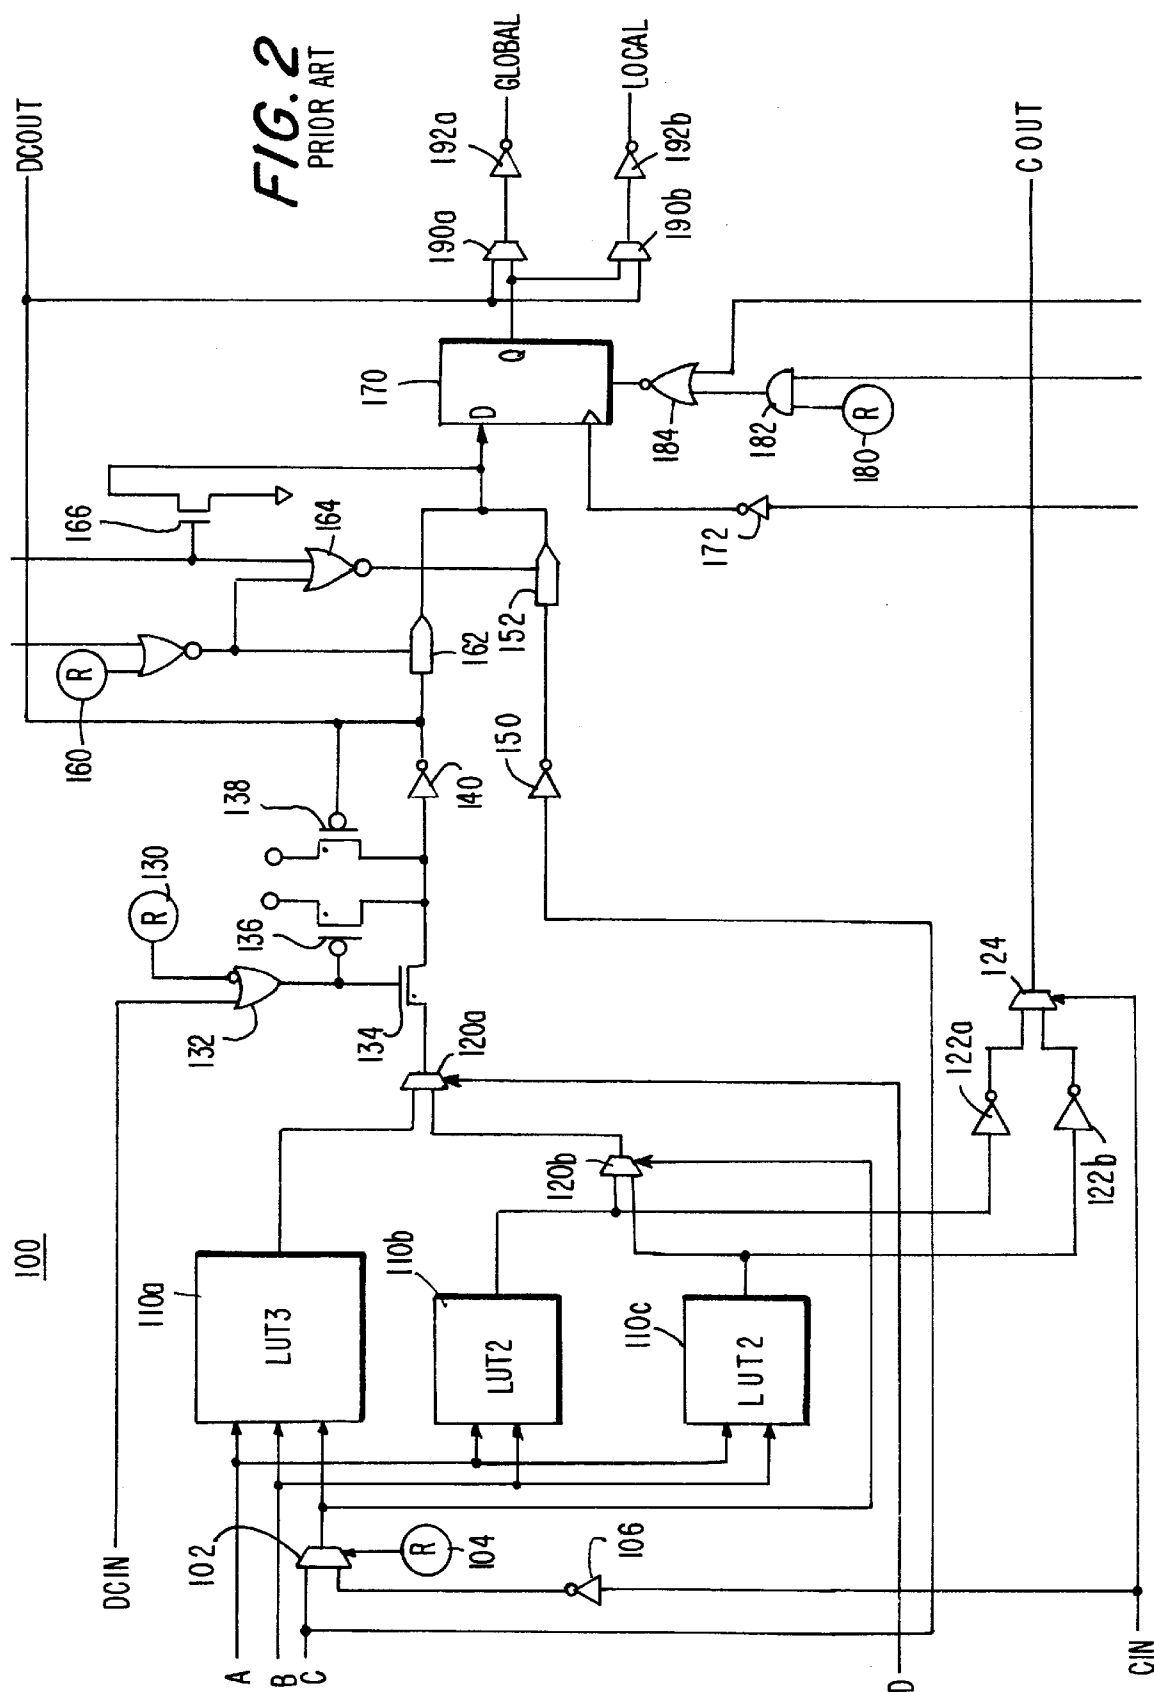 FIG. 2
PRIOR ART
100
DCIN
A
B
C
D
CIN
102
R
104
106
LUT3
110a
LUT2
110b
LUT2
110c
120a
120b
122a
122b
124
R
130
132
134
136
138
140
150
152
R
160
162
164
166
D
Q
170
172
R
180
182
184
190a
190b
192a
192b
DCOUT
GLOBAL
LOCAL
COUT